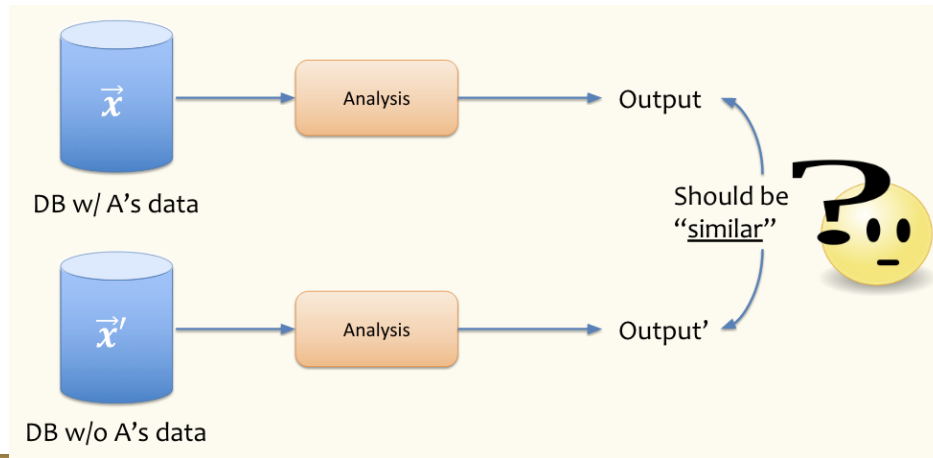 x⃗
Analysis
Output
DB w/ A's data
Should be
“similar”
?
x⃗′
Analysis
Output’
DB w/o A's data